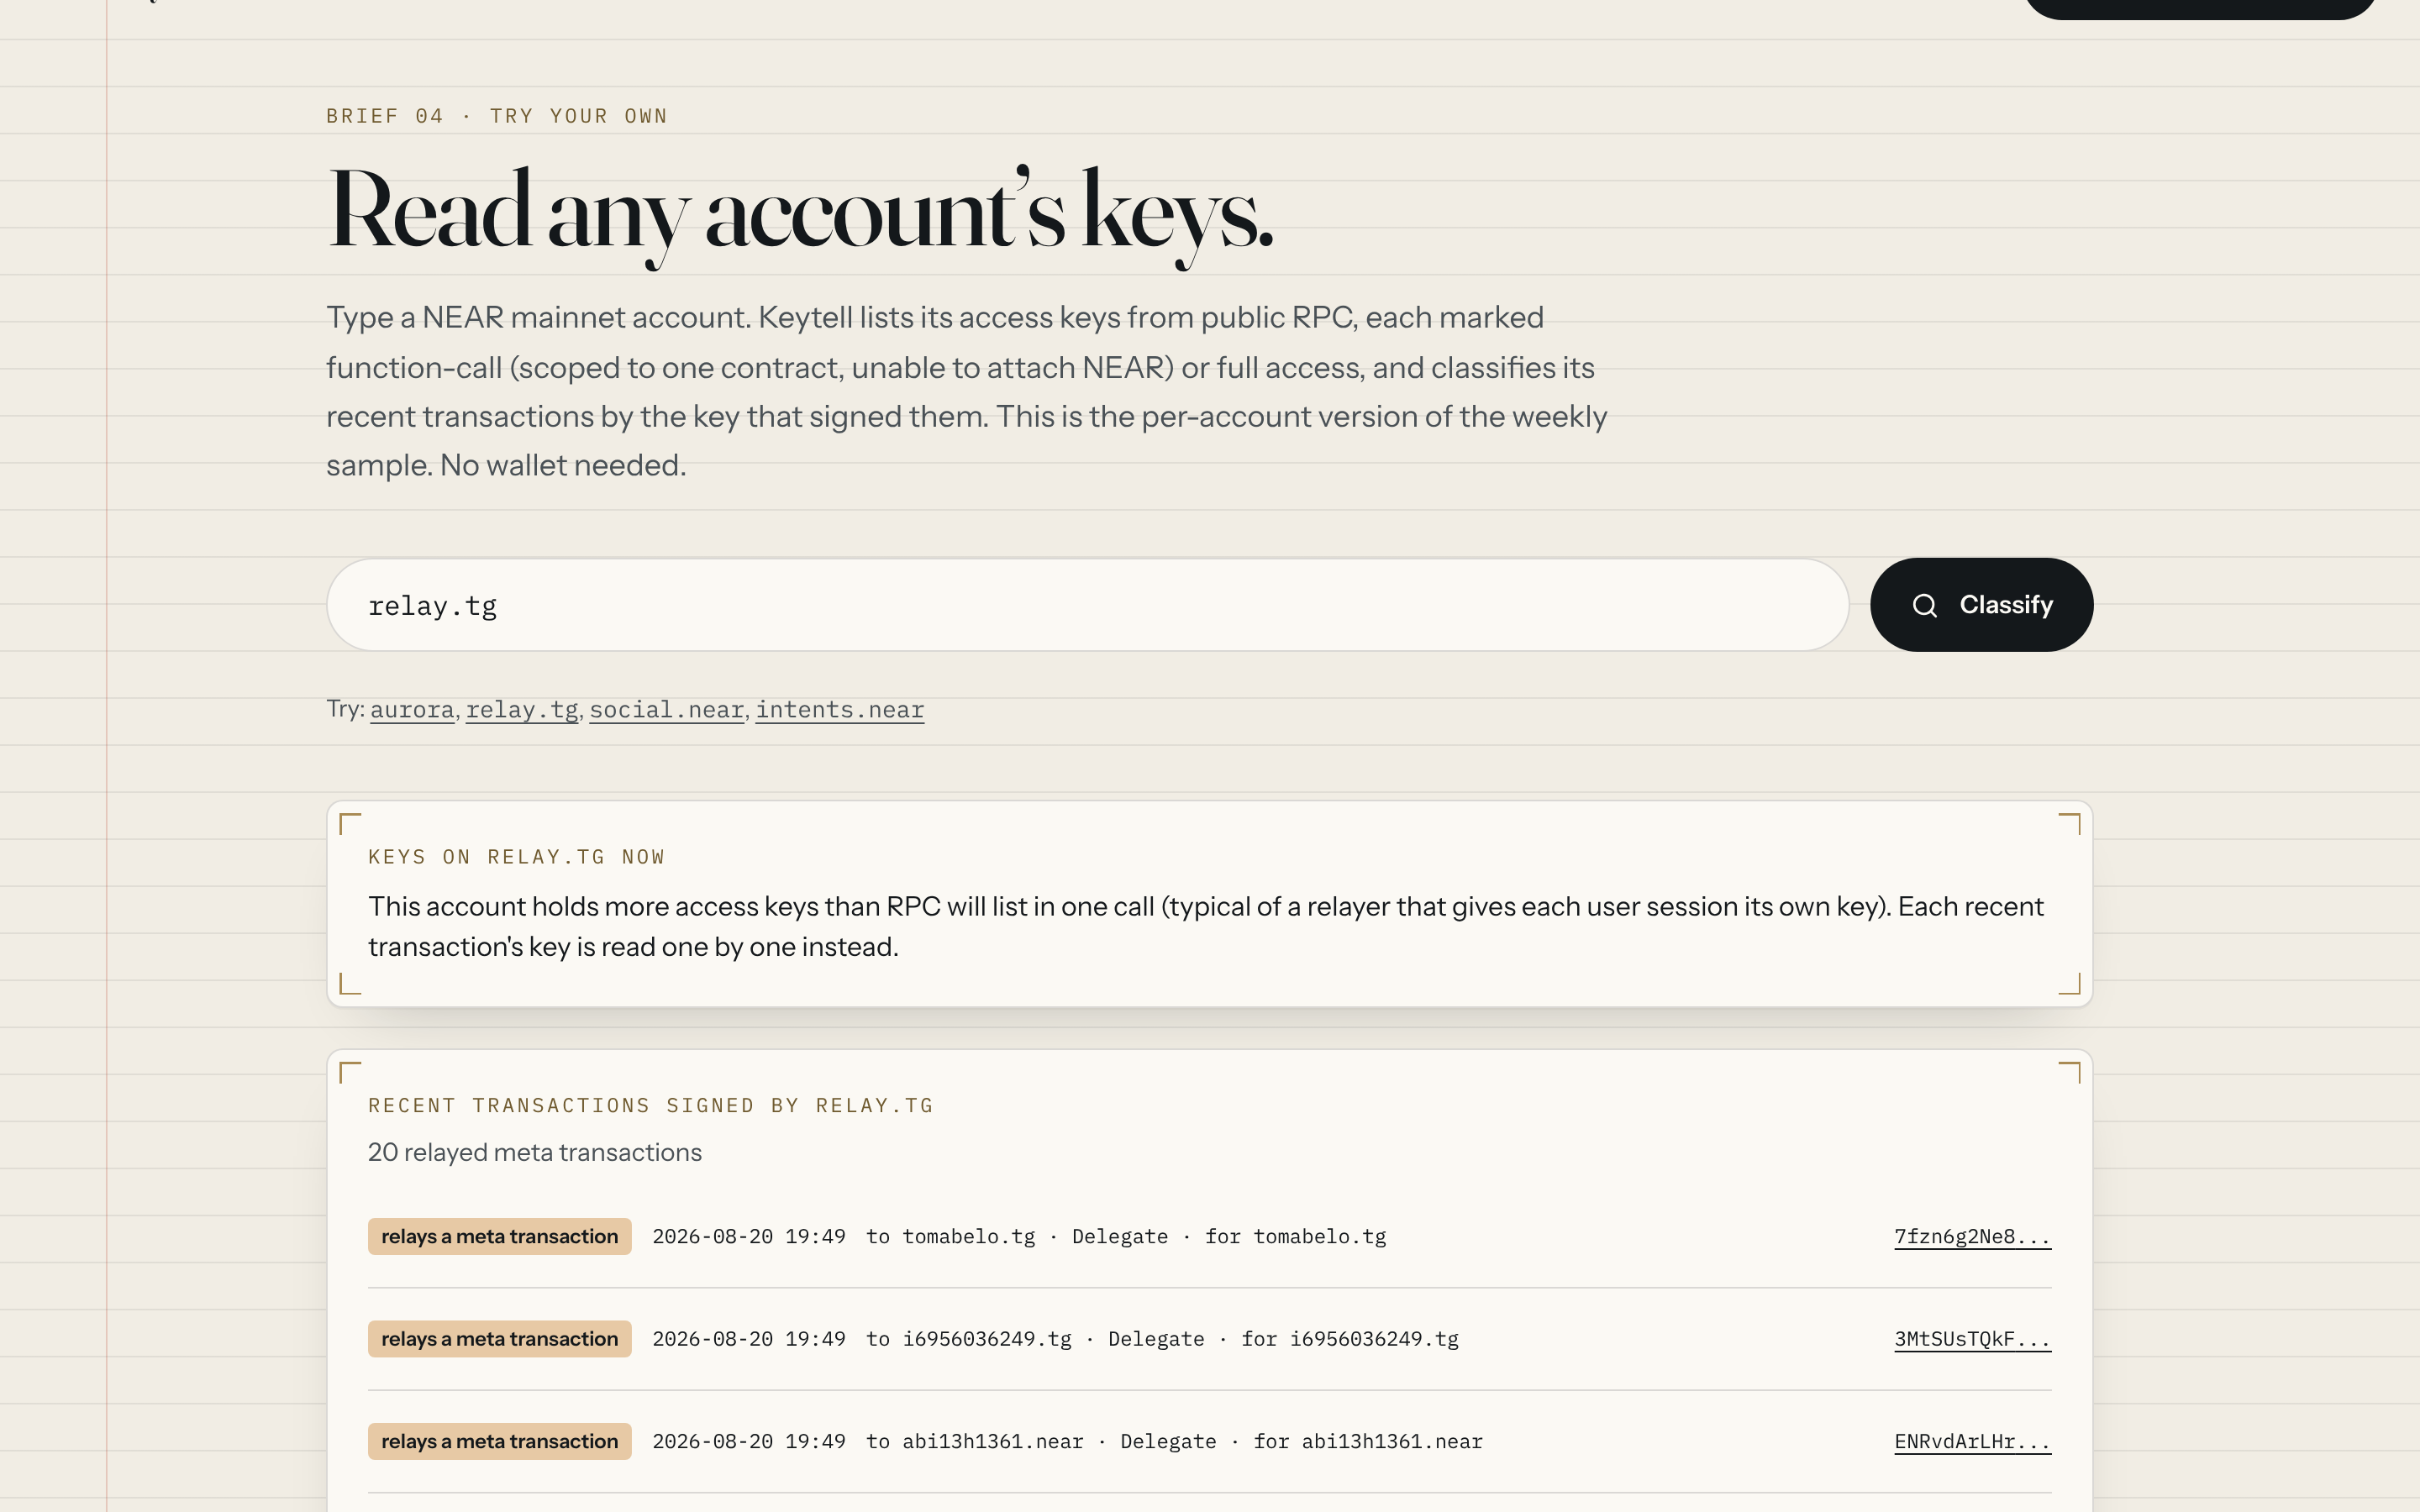 BRIEF 04 · TRY YOUR OWN
Read any account’s keys.
Type a NEAR mainnet account. Keytell lists its access keys from public RPC, each marked
function-call (scoped to one contract, unable to attach NEAR) or full access, and classifies its
recent transactions by the key that signed them. This is the per-account version of the weekly
sample. No wallet needed.
relay.tg
Classify
Try: aurora, relay.tg, social.near, intents.near
KEYS ON RELAY.TG NOW
This account holds more access keys than RPC will list in one call (typical of a relayer that gives each user session its own key). Each recent
transaction's key is read one by one instead.
RECENT TRANSACTIONS SIGNED BY RELAY.TG
20 relayed meta transactions
relays a meta transaction 2026-08-20 19:49 to tomabelo.tg · Delegate · for tomabelo.tg 7fzn6g2Ne8...
relays a meta transaction 2026-08-20 19:49 to i6956036249.tg · Delegate · for i6956036249.tg 3MtSUsTQkF...
relays a meta transaction 2026-08-20 19:49 to abi13h1361.near · Delegate · for abi13h1361.near ENRvdArLHr...